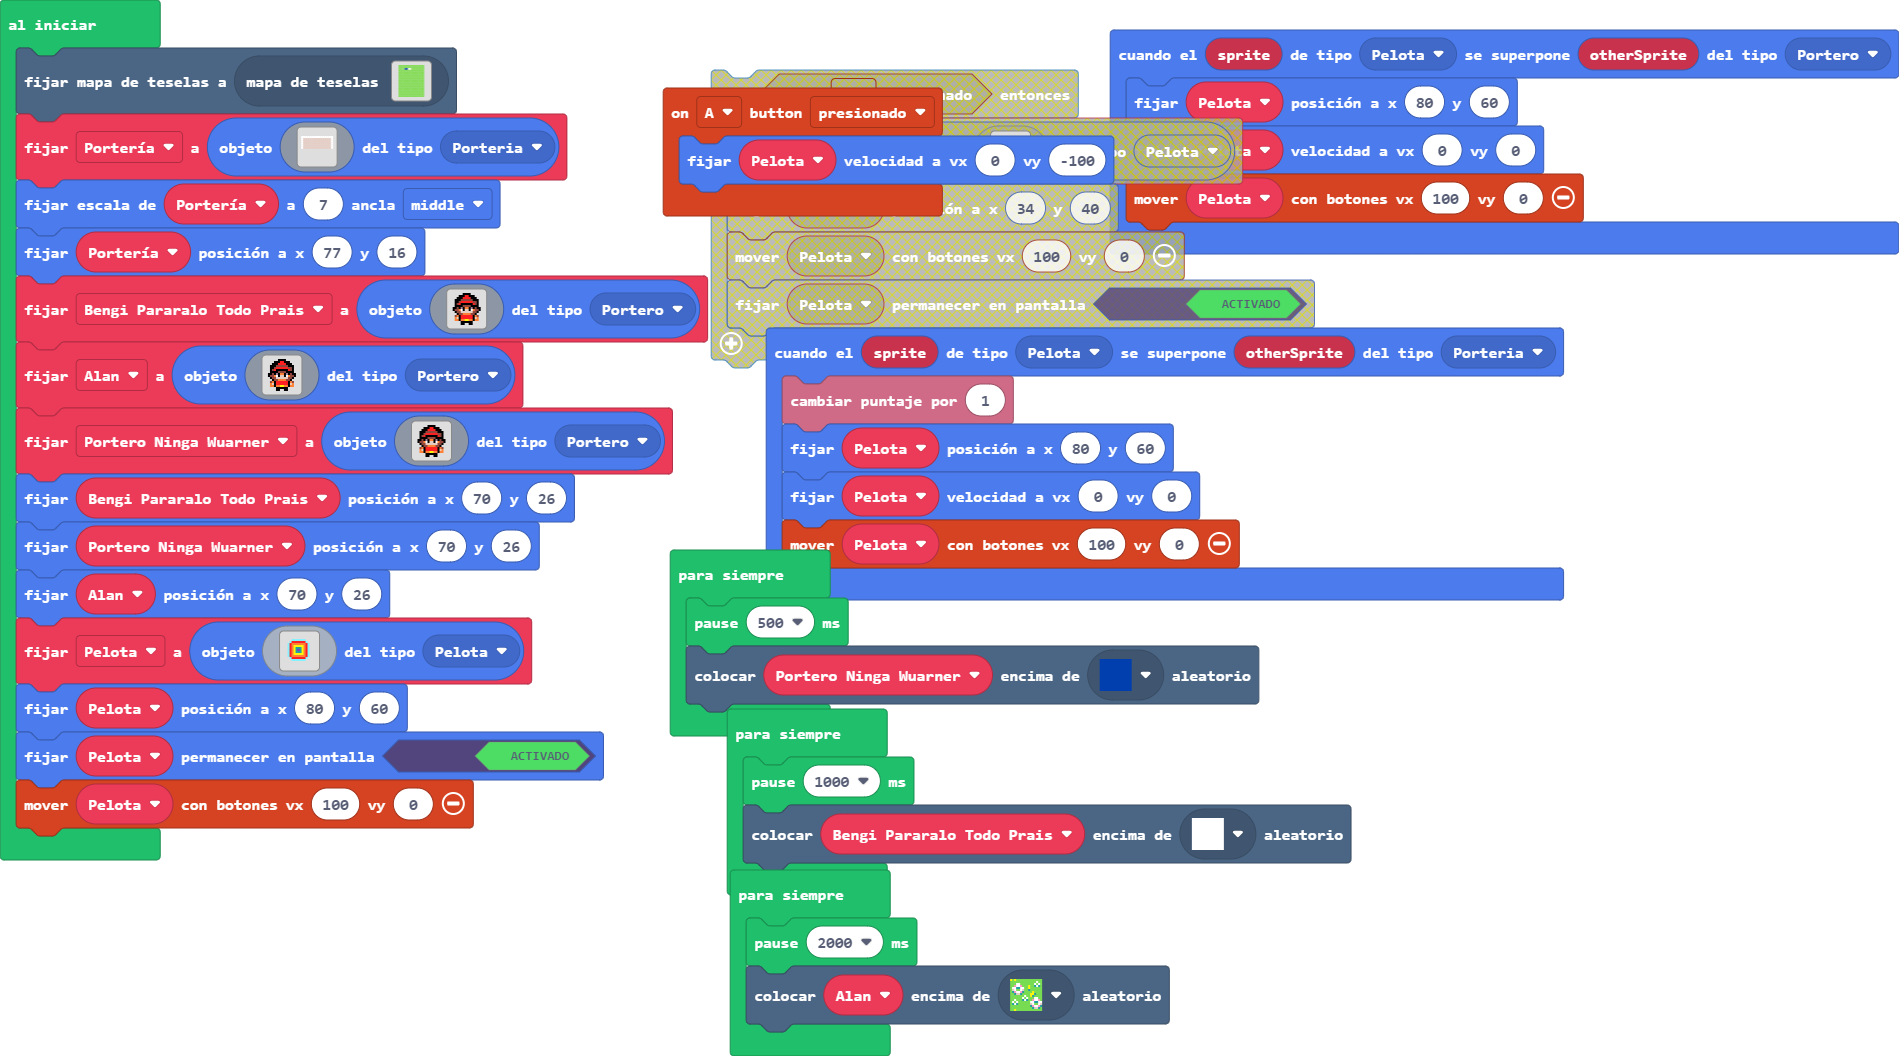 al iniciar
fijar mapa de teselas a mapa de teselas
fijar Portería a objeto del tipo Porteria
fijar escala de Portería a 7 ancla middle
fijar Portería posición a x 77 y 16
fijar Bengi Pararalo Todo Prais a objeto del tipo Portero
fijar Alan a objeto del tipo Portero
fijar Portero Ninga Wuarner a objeto del tipo Portero
fijar Bengi Pararalo Todo Prais posición a x 70 y 26
fijar Portero Ninga Wuarner posición a x 70 y 26
fijar Alan posición a x 70 y 26
fijar Pelota a objeto del tipo Pelota
fijar Pelota posición a x 80 y 60
fijar Pelota permanecer en pantalla ACTIVADO
mover Pelota con botones vx 100 vy 0
entonces
on A button presionado
fijar Pelota velocidad a vx 0 vy -100
Pelota
a x 34 y 40
mover Pelota con botones vx 100 vy 0
fijar Pelota permanecer en pantalla ACTIVADO
cuando el sprite de tipo Pelota se superpone otherSprite del tipo Portero
fijar Pelota posición a x 80 y 60
velocidad a vx 0 vy 0
mover Pelota con botones vx 100 vy 0
cuando el sprite de tipo Pelota se superpone otherSprite del tipo Porteria
cambiar puntaje por 1
fijar Pelota posición a x 80 y 60
fijar Pelota velocidad a vx 0 vy 0
mover Pelota con botones vx 100 vy 0
para siempre
pause 500 ms
colocar Portero Ninga Wuarner encima de aleatorio
para siempre
pause 1000 ms
colocar Bengi Pararalo Todo Prais encima de aleatorio
para siempre
pause 2000 ms
colocar Alan encima de aleatorio